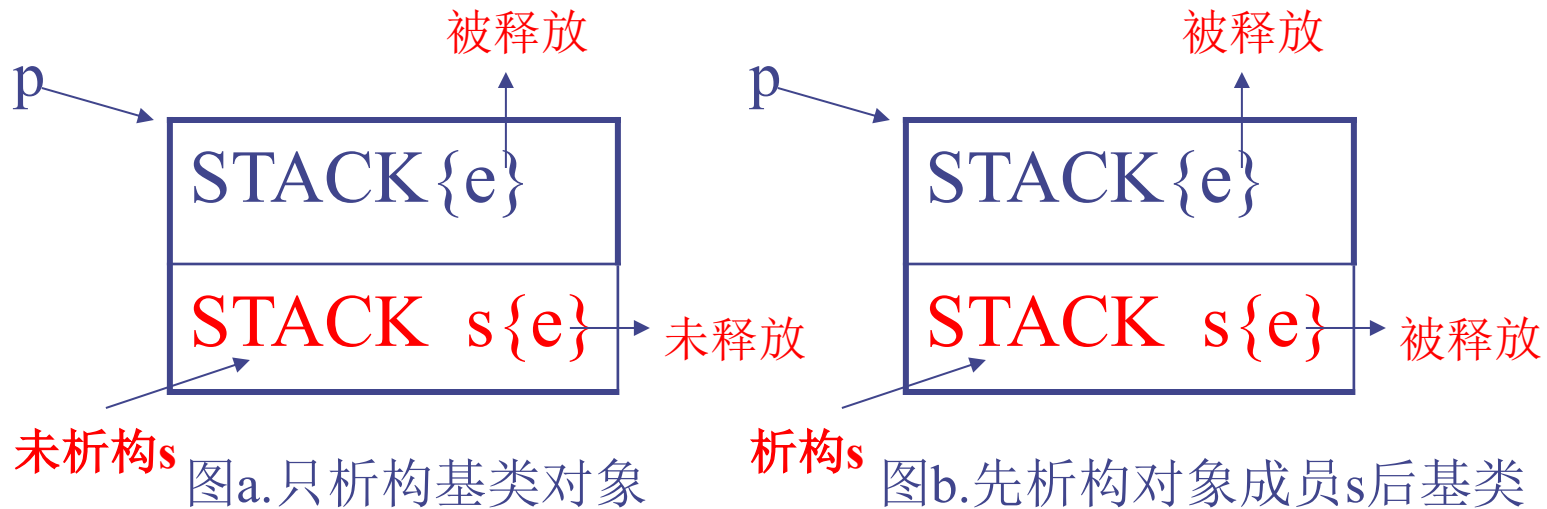 被释放
p
STACK{e}
STACK s{e}
未释放
未析构s
图a.只析构基类对象
被释放
p
STACK{e}
STACK s{e}
被释放
析构s
图b.先析构对象成员s后基类